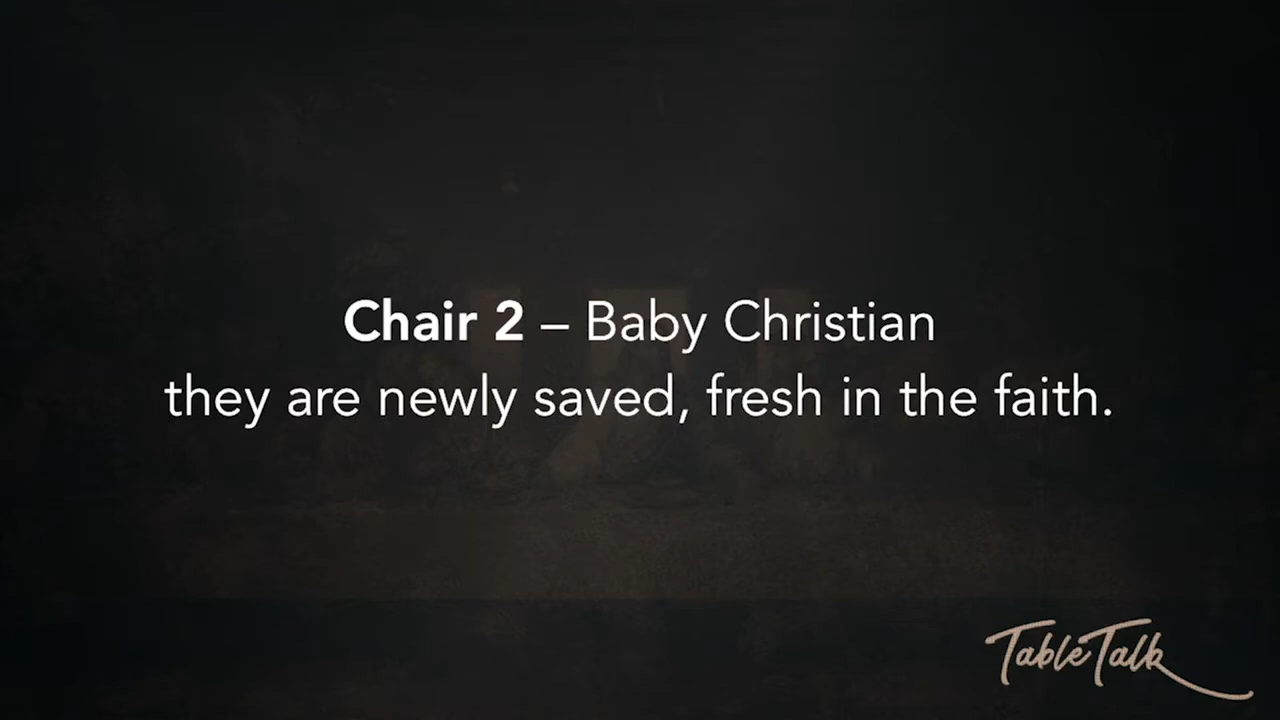 Chair 2 – Baby Christian
they are newly saved, fresh in the faith.
TableTalk